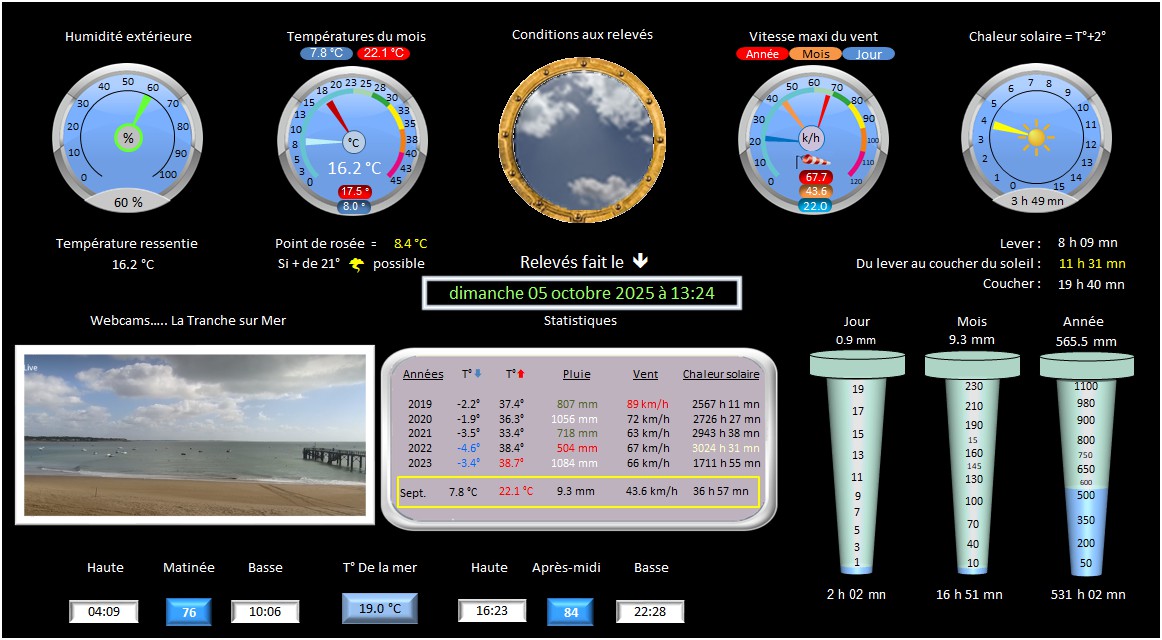 Humidité extérieure
Températures du mois
Conditions aux relevés
Vitesse maxi du vent
Chaleur solaire = T°+2°
7.8 °C 22.1 °C
Année Mois Jour
0 10 20 30 40 50 60 70 80 90 100
%
60 %
0 3 5 8 10 13 15 18 20 23 25 28 30 33 35 38 40 43 45
°C
16.2 °C
17.5 °
8.0 °
0 10 20 30 40 50 60 70 80 90 100 110 120
k/h
67.7
43.6
22.0
0 1 2 3 4 5 6 7 8 9 10 11 12 13 14 15
3 h 49 mn
Température ressentie
16.2 °C
Point de rosée = 8.4 °C
Si + de 21° possible
Relevés fait le
dimanche 05 octobre 2025 à 13:24
Lever : 8 h 09 mn
Du lever au coucher du soleil : 11 h 31 mn
Coucher : 19 h 40 mn
Webcams..... La Tranche sur Mer
Live
Statistiques
Années T° T° Pluie Vent Chaleur solaire
2019 -2.2° 37.4° 807 mm 89 km/h 2567 h 11 mn
2020 -1.9° 36.3° 1056 mm 72 km/h 2726 h 27 mn
2021 -3.5° 33.4° 718 mm 63 km/h 2943 h 38 mn
2022 -4.6° 38.4° 504 mm 67 km/h 3024 h 31 mn
2023 -3.4° 38.7° 1084 mm 66 km/h 1711 h 55 mn
Sept. 7.8 °C 22.1 °C 9.3 mm 43.6 km/h 36 h 57 mn
Jour
0.9 mm
19
17
15
13
11
9
7
5
3
1
2 h 02 mn
Mois
9.3 mm
230
210
190
15
160
145
130
100
70
40
10
16 h 51 mn
Année
565.5 mm
1100
980
900
800
750
650
600
500
350
200
50
531 h 02 mn
Haute Matinée Basse T° De la mer Haute Après-midi Basse
04:09 76 10:06 19.0 °C 16:23 84 22:28